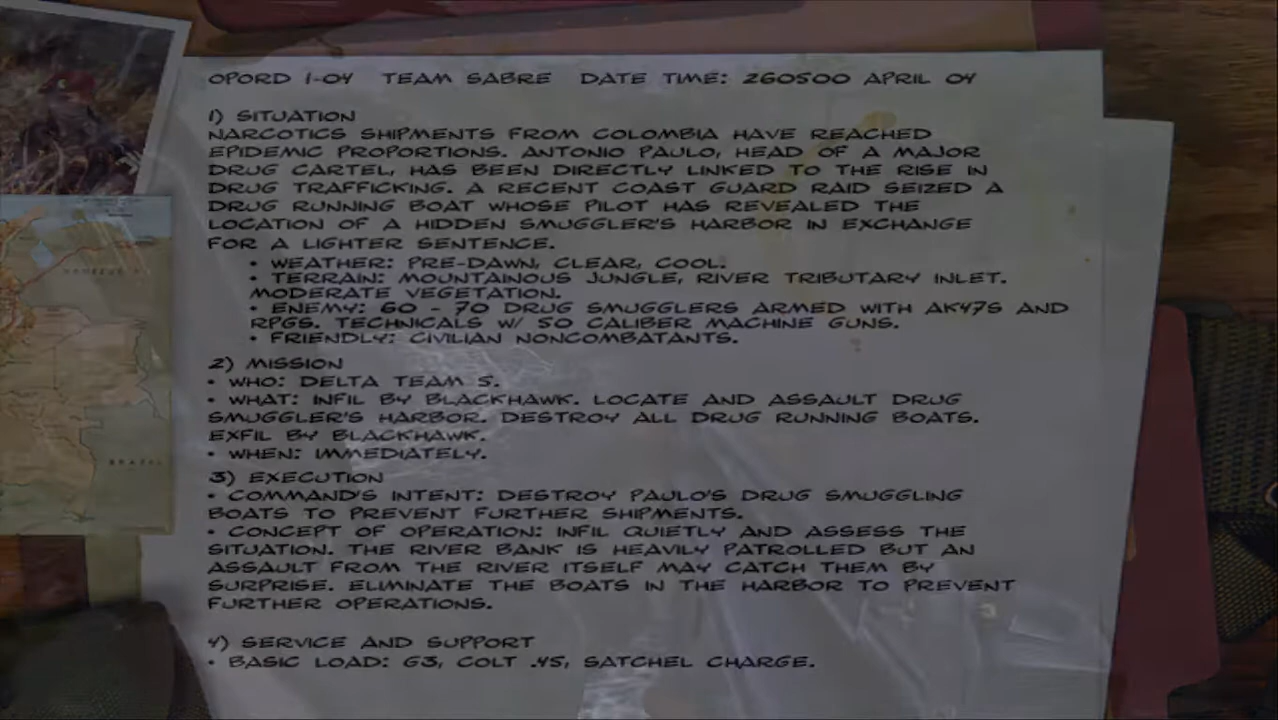 OPORD 1-04 TEAM SABRE DATE TIME: 260500 APRIL 04
1) SITUATION
NARCOTICS SHIPMENTS FROM COLOMBIA HAVE REACHED
EPIDEMIC PROPORTIONS. ANTONIO PAULO, HEAD OF A MAJOR
DRUG CARTEL, HAS BEEN DIRECTLY LINKED TO THE RISE IN
DRUG TRAFFICKING. A RECENT COAST GUARD RAID SEIZED A
DRUG RUNNING BOAT WHOSE PILOT HAS REVEALED THE
LOCATION OF A HIDDEN SMUGGLER'S HARBOR IN EXCHANGE
FOR A LIGHTER SENTENCE.
• WEATHER: PRE-DAWN, CLEAR, COOL.
• TERRAIN: MOUNTAINOUS JUNGLE, RIVER TRIBUTARY INLET.
MODERATE VEGETATION.
• ENEMY: 60 - 70 DRUG SMUGGLERS ARMED WITH AK47S AND
RPGS. TECHNICALS W/ 50 CALIBER MACHINE GUNS.
• FRIENDLY: CIVILIAN NONCOMBATANTS.
2) MISSION
• WHO: DELTA TEAM 5.
• WHAT: INFIL BY BLACKHAWK. LOCATE AND ASSAULT DRUG
SMUGGLER'S HARBOR. DESTROY ALL DRUG RUNNING BOATS.
EXFIL BY BLACKHAWK.
• WHEN: IMMEDIATELY.
3) EXECUTION
• COMMAND'S INTENT: DESTROY PAULO'S DRUG SMUGGLING
BOATS TO PREVENT FURTHER SHIPMENTS.
• CONCEPT OF OPERATION: INFIL QUIETLY AND ASSESS THE
SITUATION. THE RIVER BANK IS HEAVILY PATROLLED BUT AN
ASSAULT FROM THE RIVER ITSELF MAY CATCH THEM BY
SURPRISE. ELIMINATE THE BOATS IN THE HARBOR TO PREVENT
FURTHER OPERATIONS.
4) SERVICE AND SUPPORT
• BASIC LOAD: G3, COLT .45, SATCHEL CHARGE.